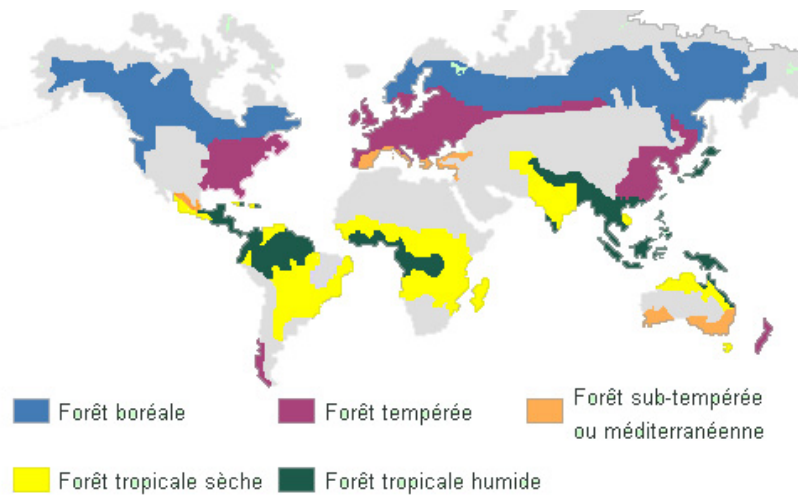 Forêt boréale
Forêt tempérée
Forêt sub-tempérée
ou méditerranéenne
Forêt tropicale sèche
Forêt tropicale humide